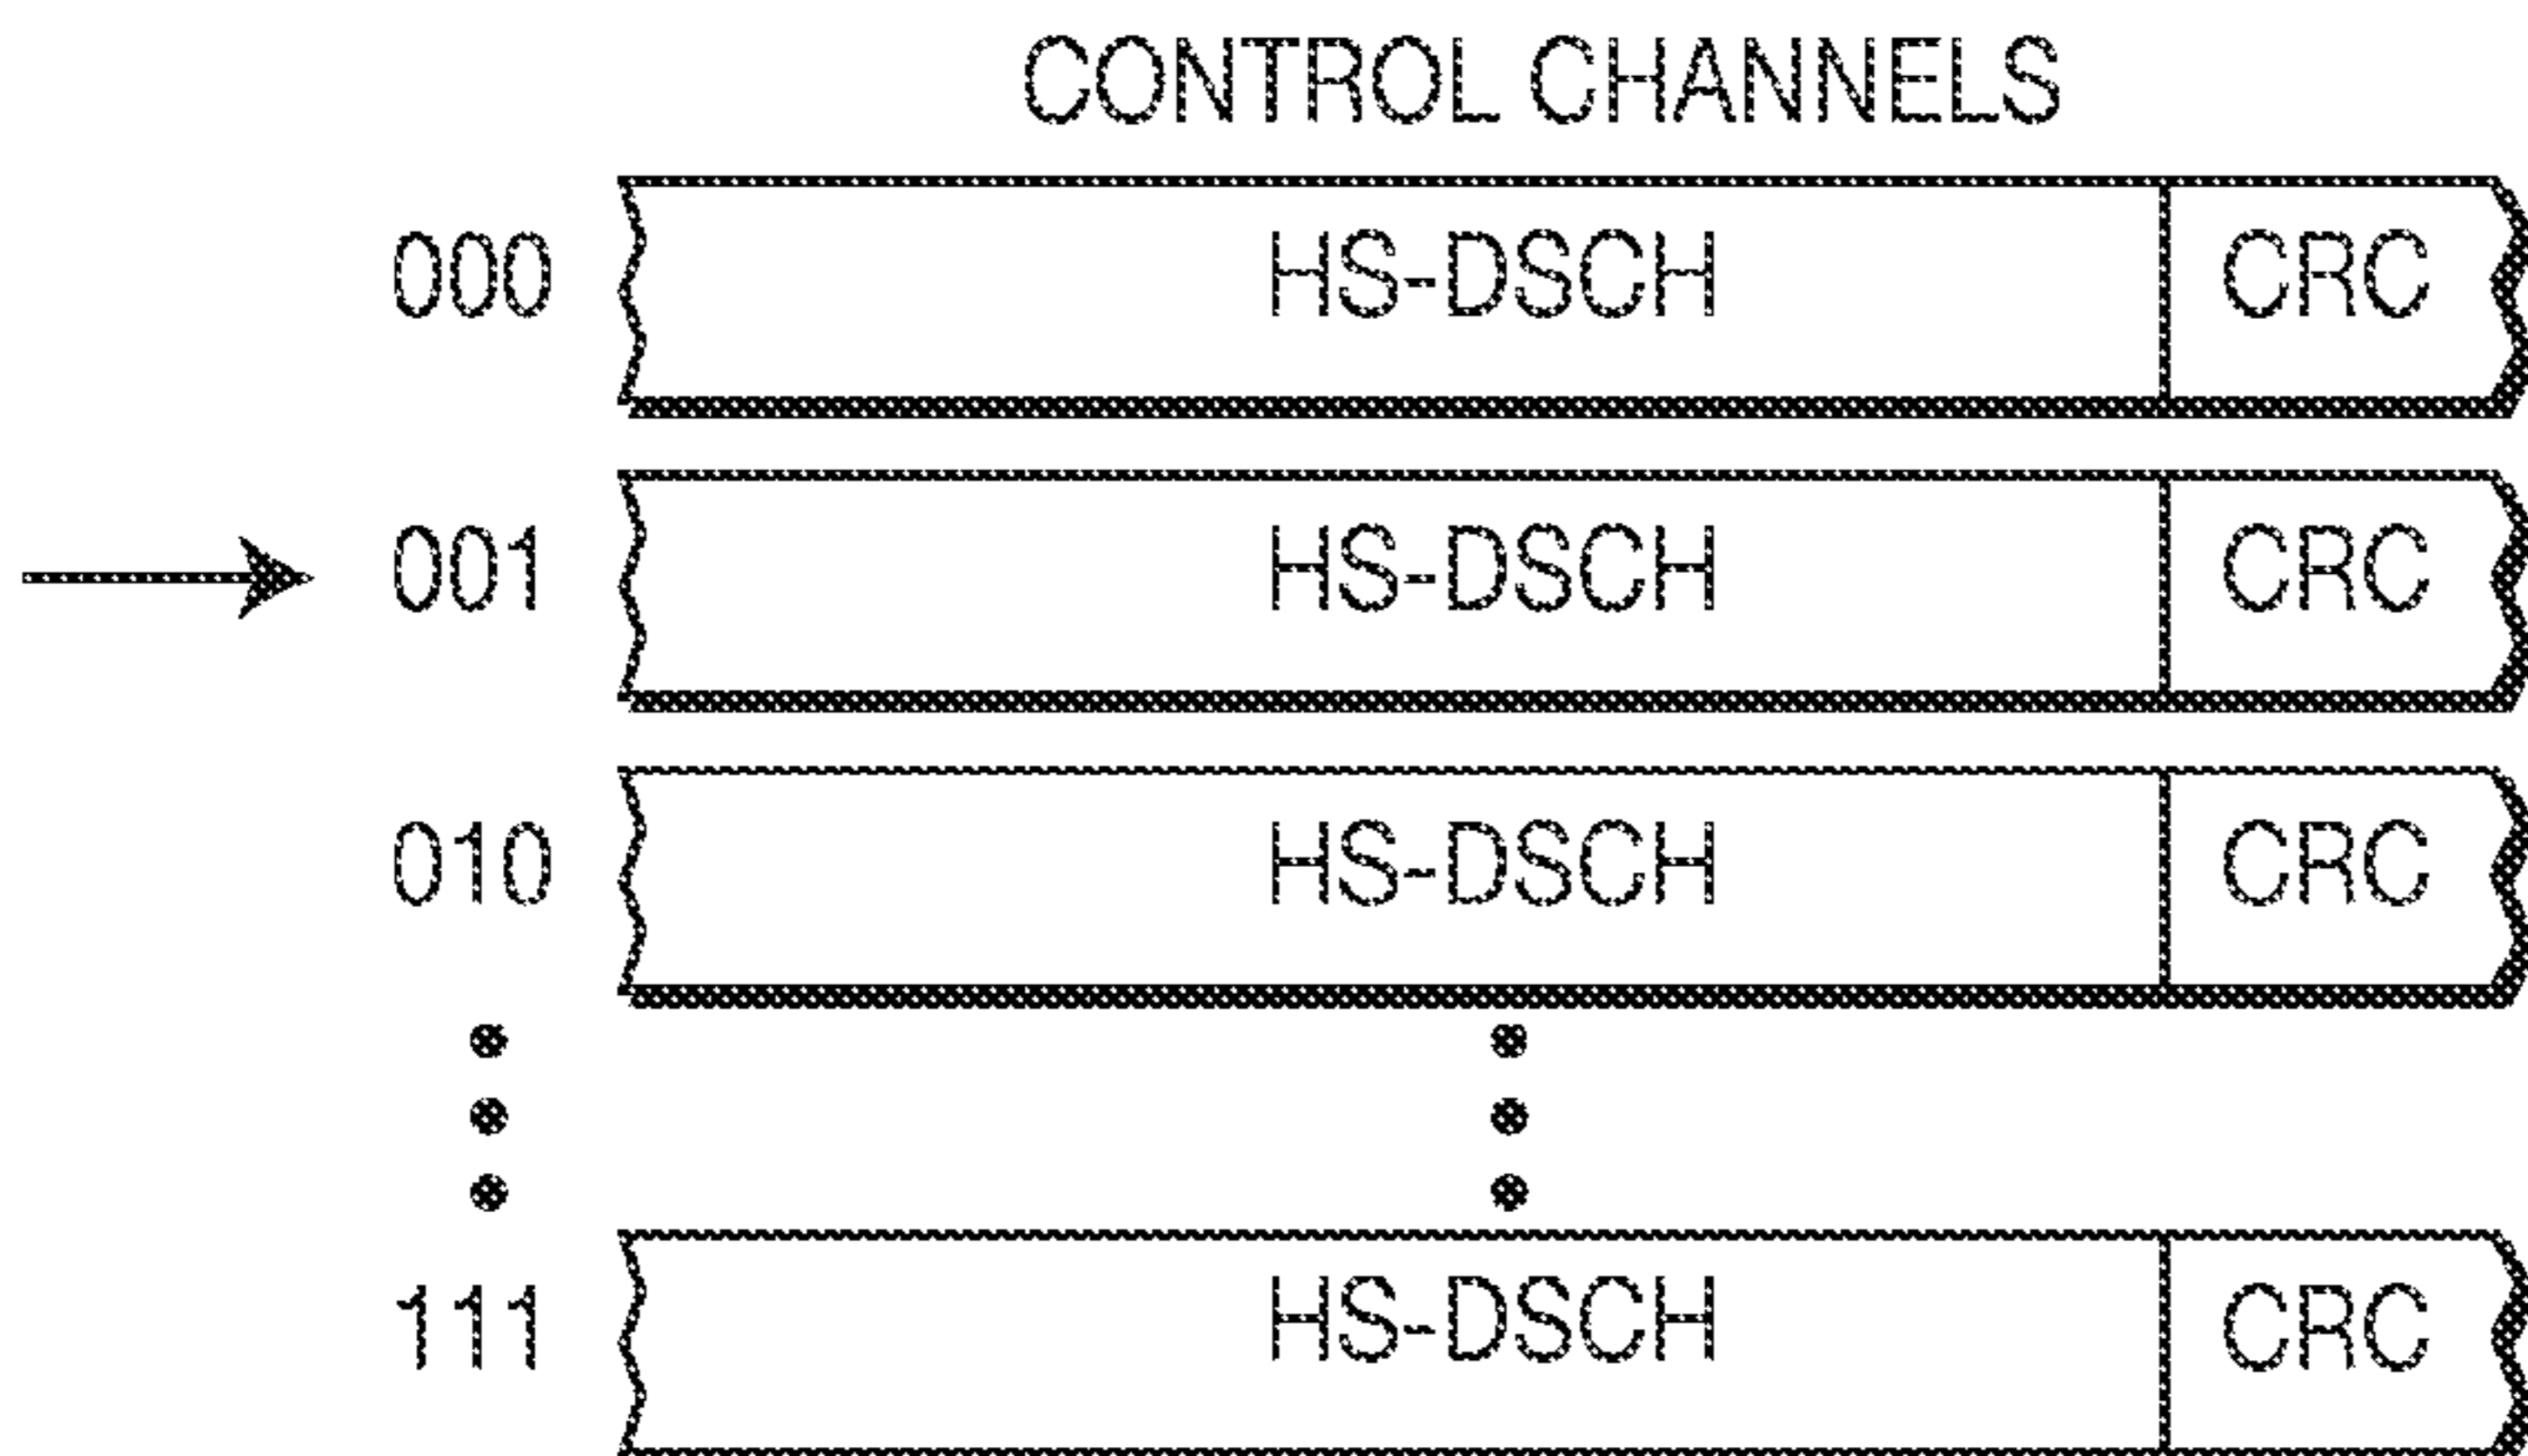 CONTROL CHANNELS
000 HS-DSCH CRC
001 HS-DSCH CRC
010 HS-DSCH CRC
111 HS-DSCH CRC